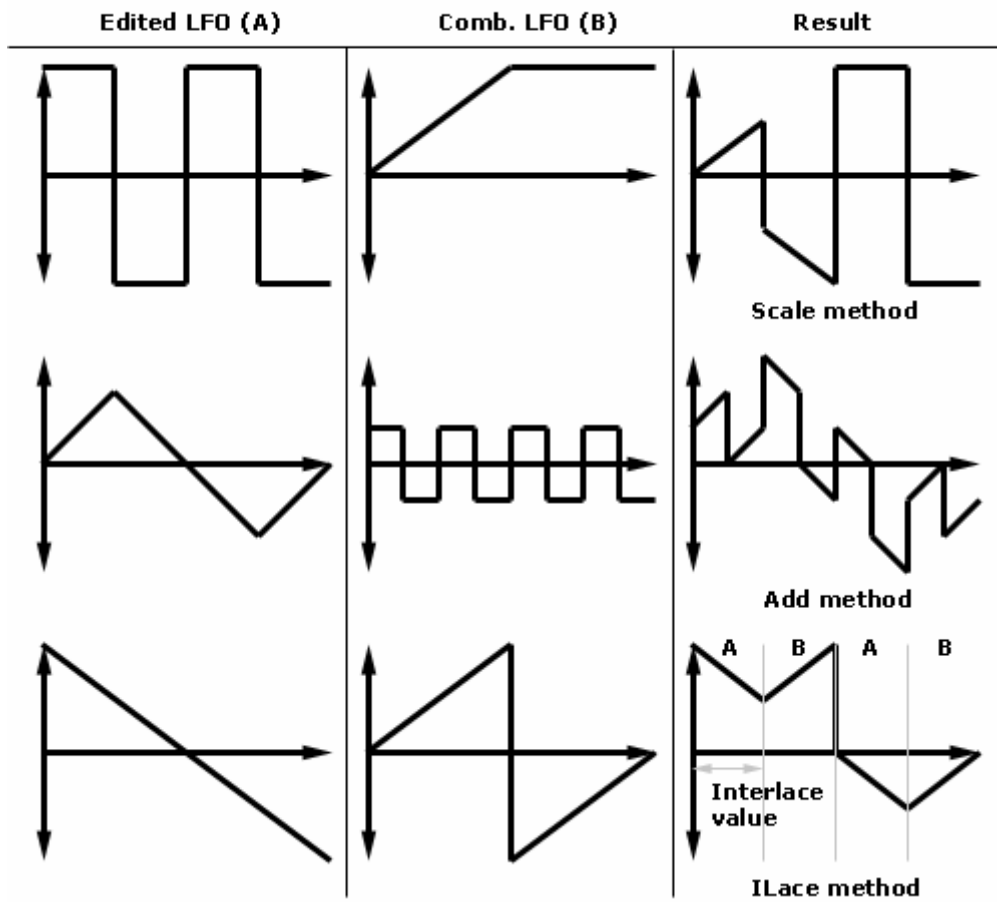 Edited LFO (A)
Comb. LFO (B)
Result
Scale method
Add method
A
B
A
B
Interlace
value
ILace method